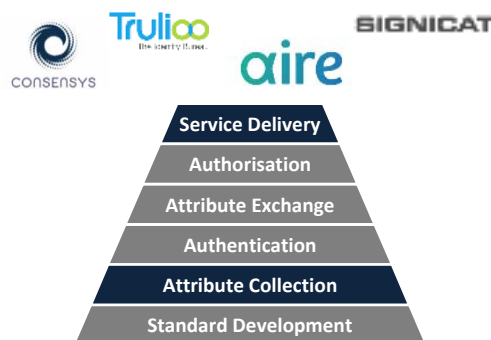 Trulioo
The Identity Bureau
SIGNICAT
aire
CONSENSYS
Service Delivery
Authorisation
Attribute Exchange
Authentication
Attribute Collection
Standard Development